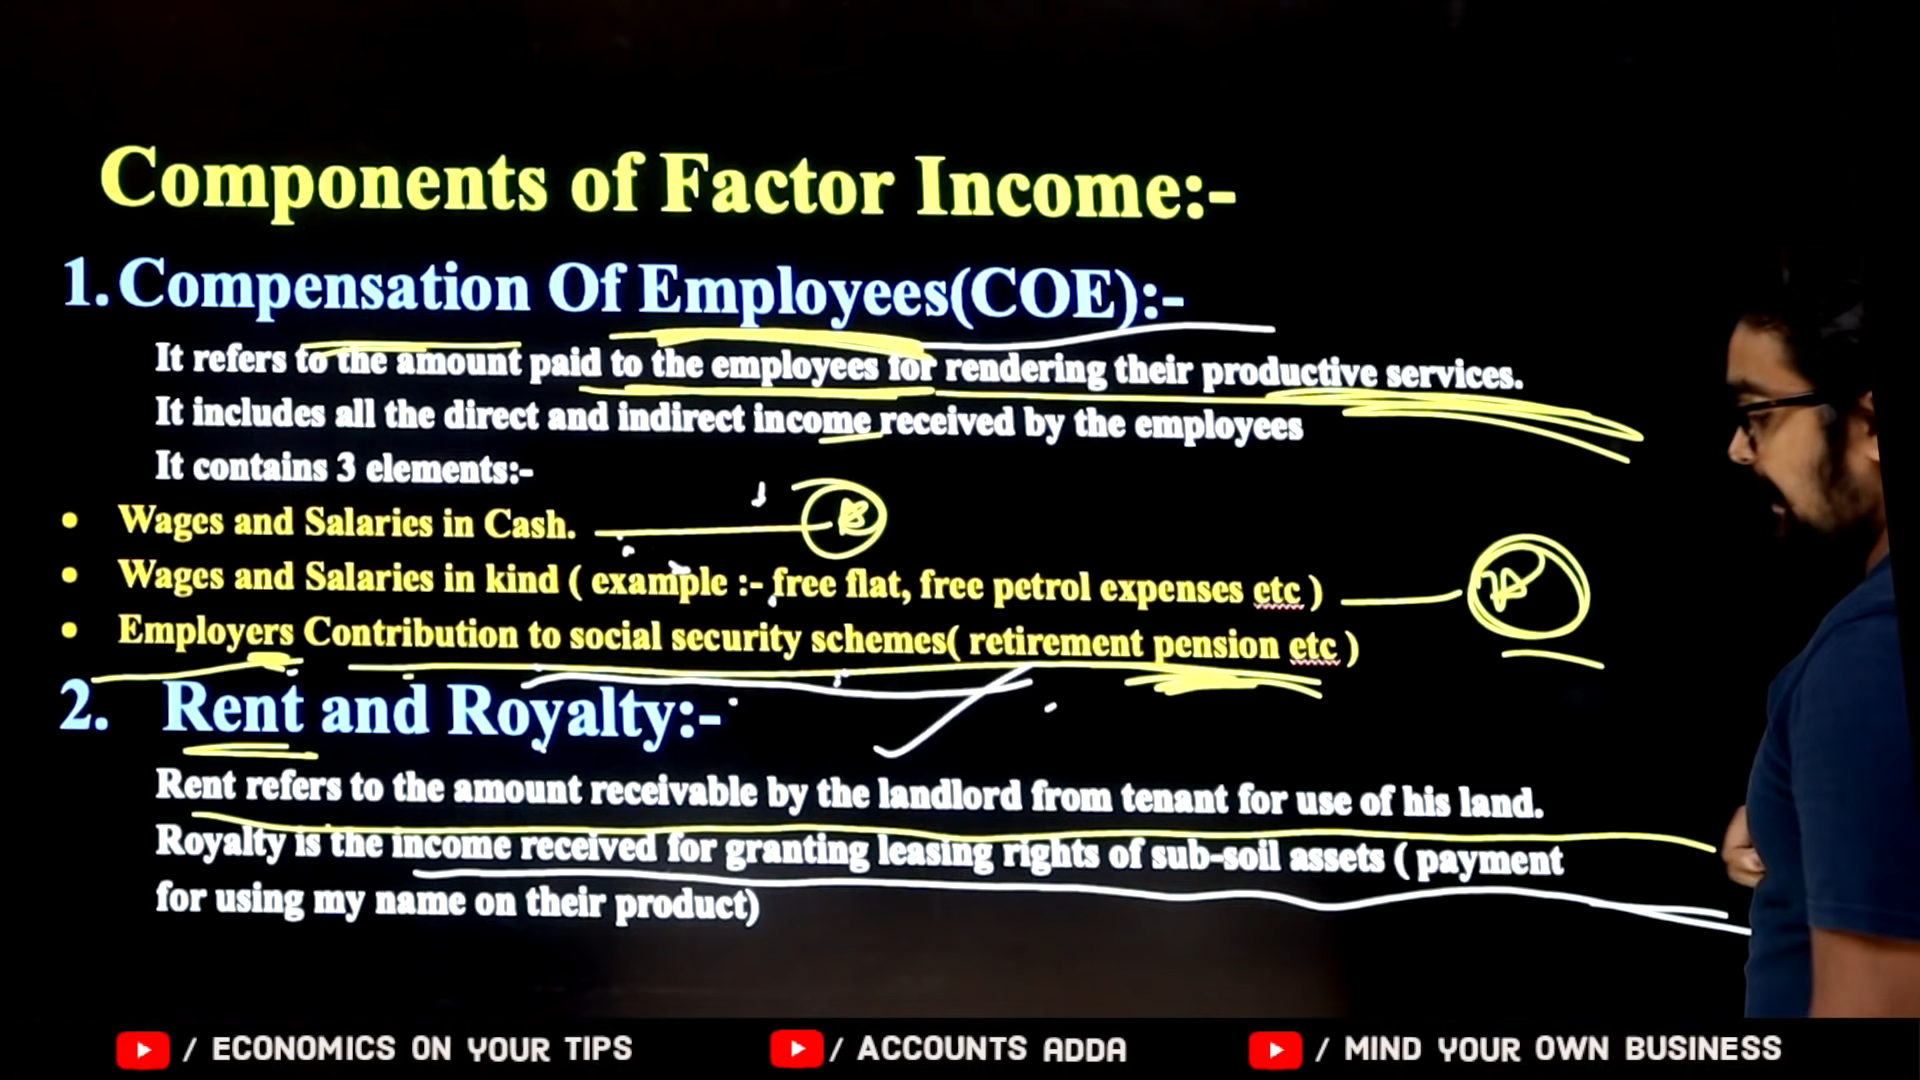 Components of Factor Income:-
1. Compensation Of Employees(COE):-
It refers to the amount paid to the employees for rendering their productive services.
It includes all the direct and indirect income received by the employees
It contains 3 elements:-
• Wages and Salaries in Cash.
• Wages and Salaries in kind ( example :- free flat, free petrol expenses etc )
• Employers Contribution to social security schemes( retirement pension etc )
2. Rent and Royalty:-
Rent refers to the amount receivable by the landlord from tenant for use of his land.
Royalty is the income received for granting leasing rights of sub-soil assets ( payment
for using my name on their product)
/ ECONOMICS ON YOUR TIPS / ACCOUNTS ADDA / MIND YOUR OWN BUSINESS